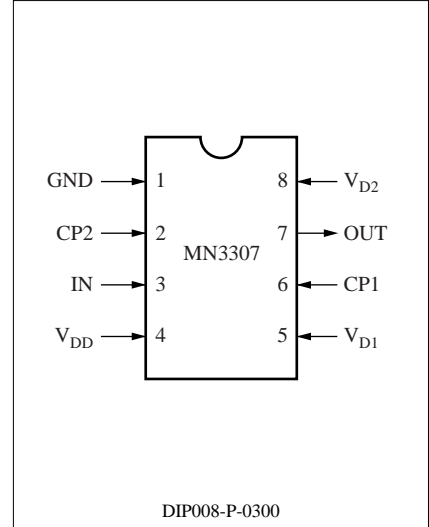 GND 1 8 VD2
CP2 2 7 OUT
MN3307
IN 3 6 CP1
VDD 4 5 VD1
DIP008-P-0300